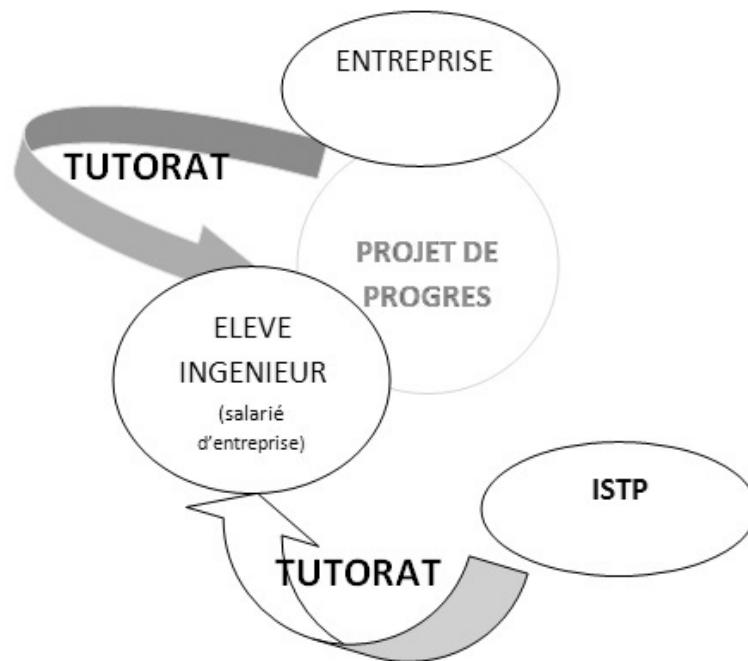 ENTREPRISE
TUTORAT
PROJET DE
PROGRES
ELEVE
INGENIEUR
(salarié
d'entreprise)
ISTP
TUTORAT